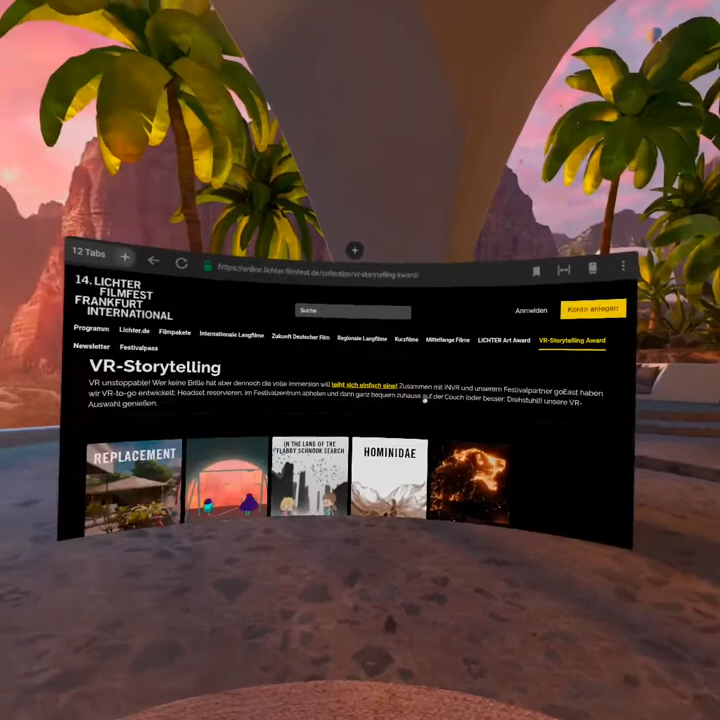 12 Tabs
https://online.lichter-filmfest.de/collection/vr-storytelling-award/
14. LICHTER
FILMFEST
FRANKFURT
INTERNATIONAL
Suche
Anmelden
Konto anlegen
Programm Lichter.de Filmpakete Internationale Langfilme Zukunft Deutscher Film Regionale Langfilme Kurzfilme Mittellange Filme LICHTER Art Award VR-Storytelling Award
Newsletter Festivalpass
VR-Storytelling
VR unstoppable! Wer keine Brille hat aber dennoch die volle Immersion will leiht sich einfach eine! Zusammen mit INVR und unserem Festivalpartner goEast haben
wir VR-to-go entwickelt: Headset reservieren, im Festivalzentrum abholen und dann ganz bequem zuhause auf der Couch (oder besser, Drehstuhl!) unsere VR-
Auswahl genießen.
REPLACEMENT
IN THE LAND OF THE
FLABBY SCHNOOK SEARCH
HOMINIDAE